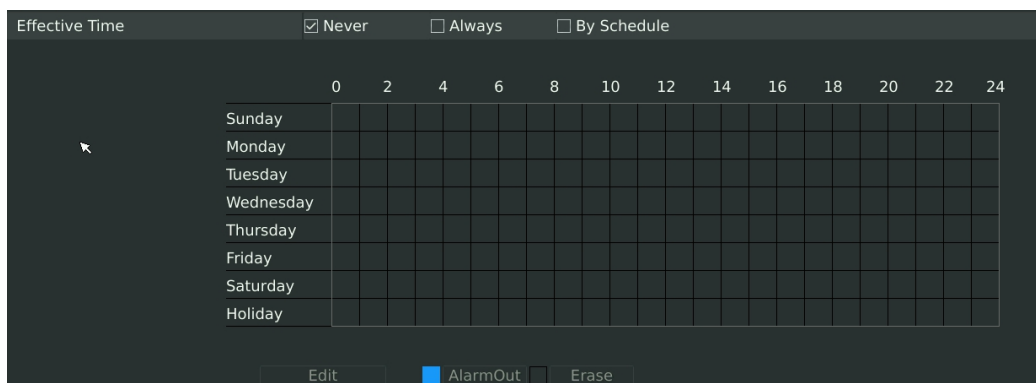 Effective Time Never Always By Schedule
0 2 4 6 8 10 12 14 16 18 20 22 24
Sunday
Monday
Tuesday
Wednesday
Thursday
Friday
Saturday
Holiday
Edit AlarmOut Erase